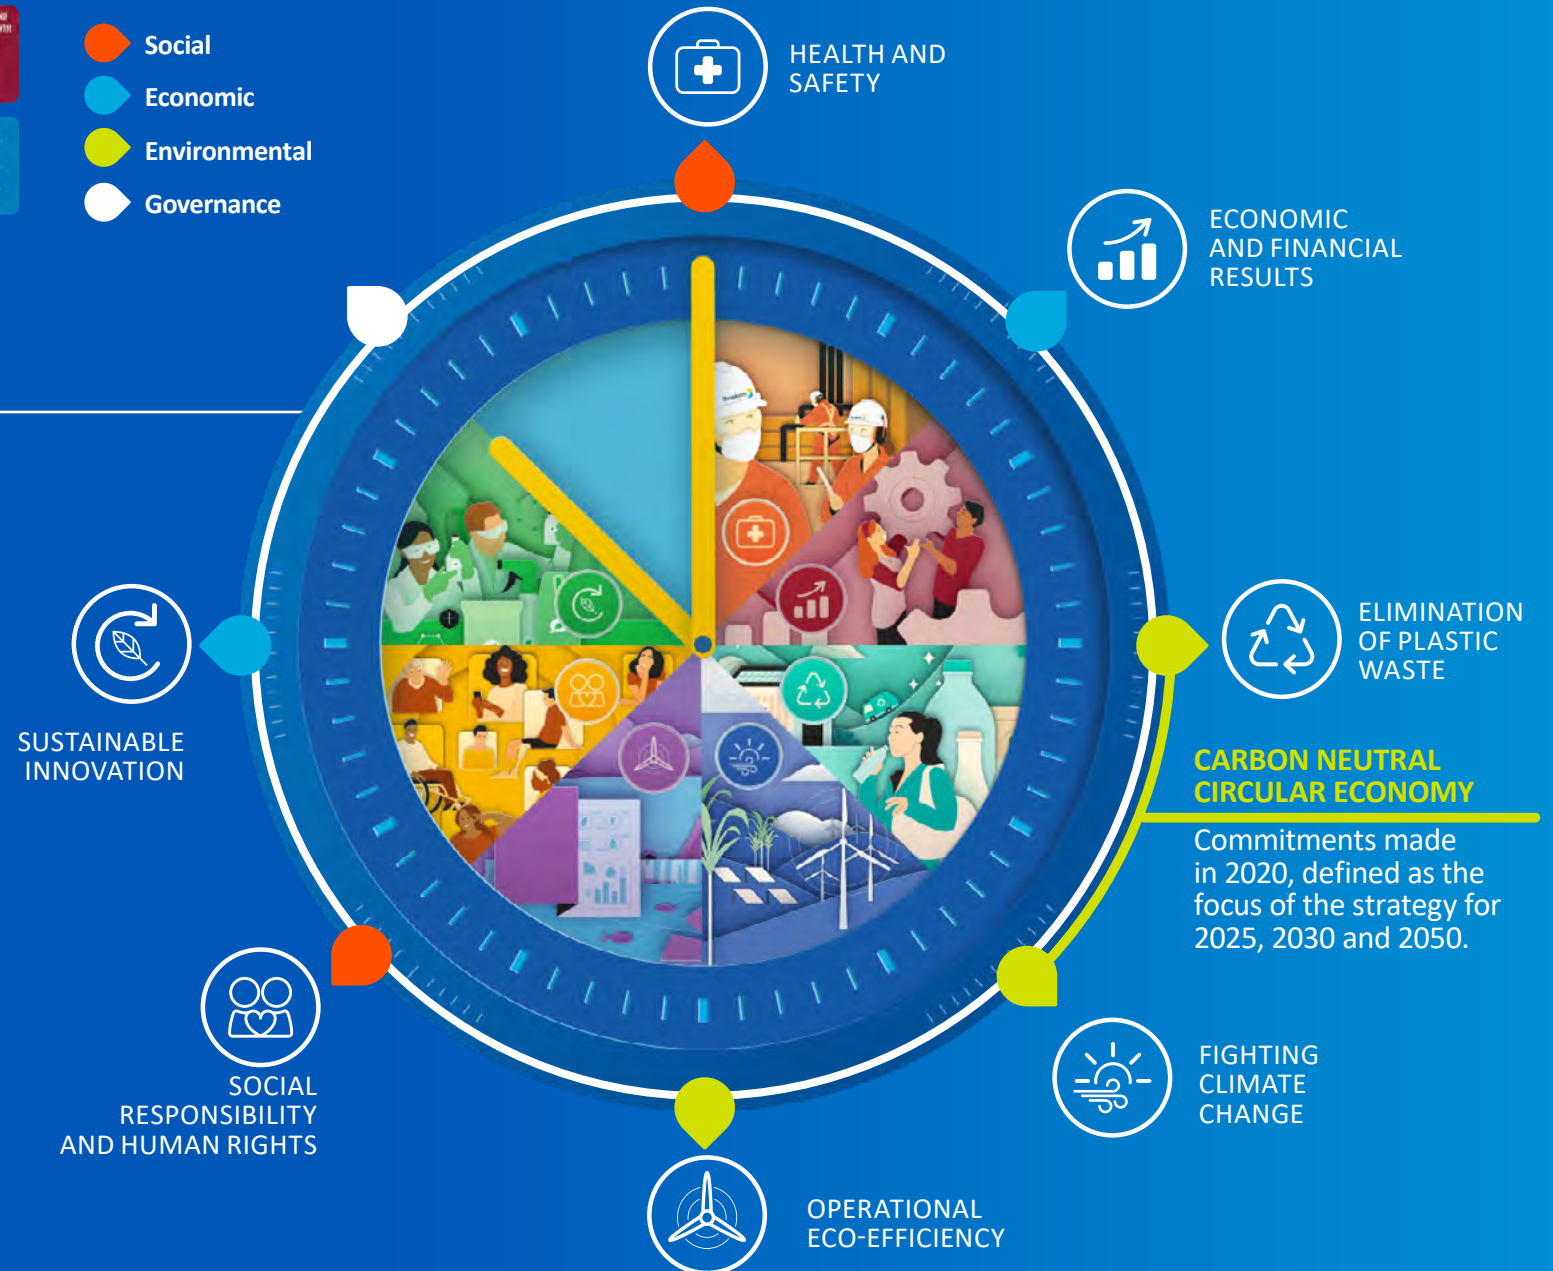 Social
Economic
Environmental
Governance
HEALTH AND
SAFETY
ECONOMIC
AND FINANCIAL
RESULTS
ELIMINATION
OF PLASTIC
WASTE
CARBON NEUTRAL
CIRCULAR ECONOMY
Commitments made
in 2020, defined as the
focus of the strategy for
2025, 2030 and 2050.
FIGHTING
CLIMATE
CHANGE
OPERATIONAL
ECO-EFFICIENCY
SOCIAL
RESPONSIBILITY
AND HUMAN RIGHTS
SUSTAINABLE
INNOVATION